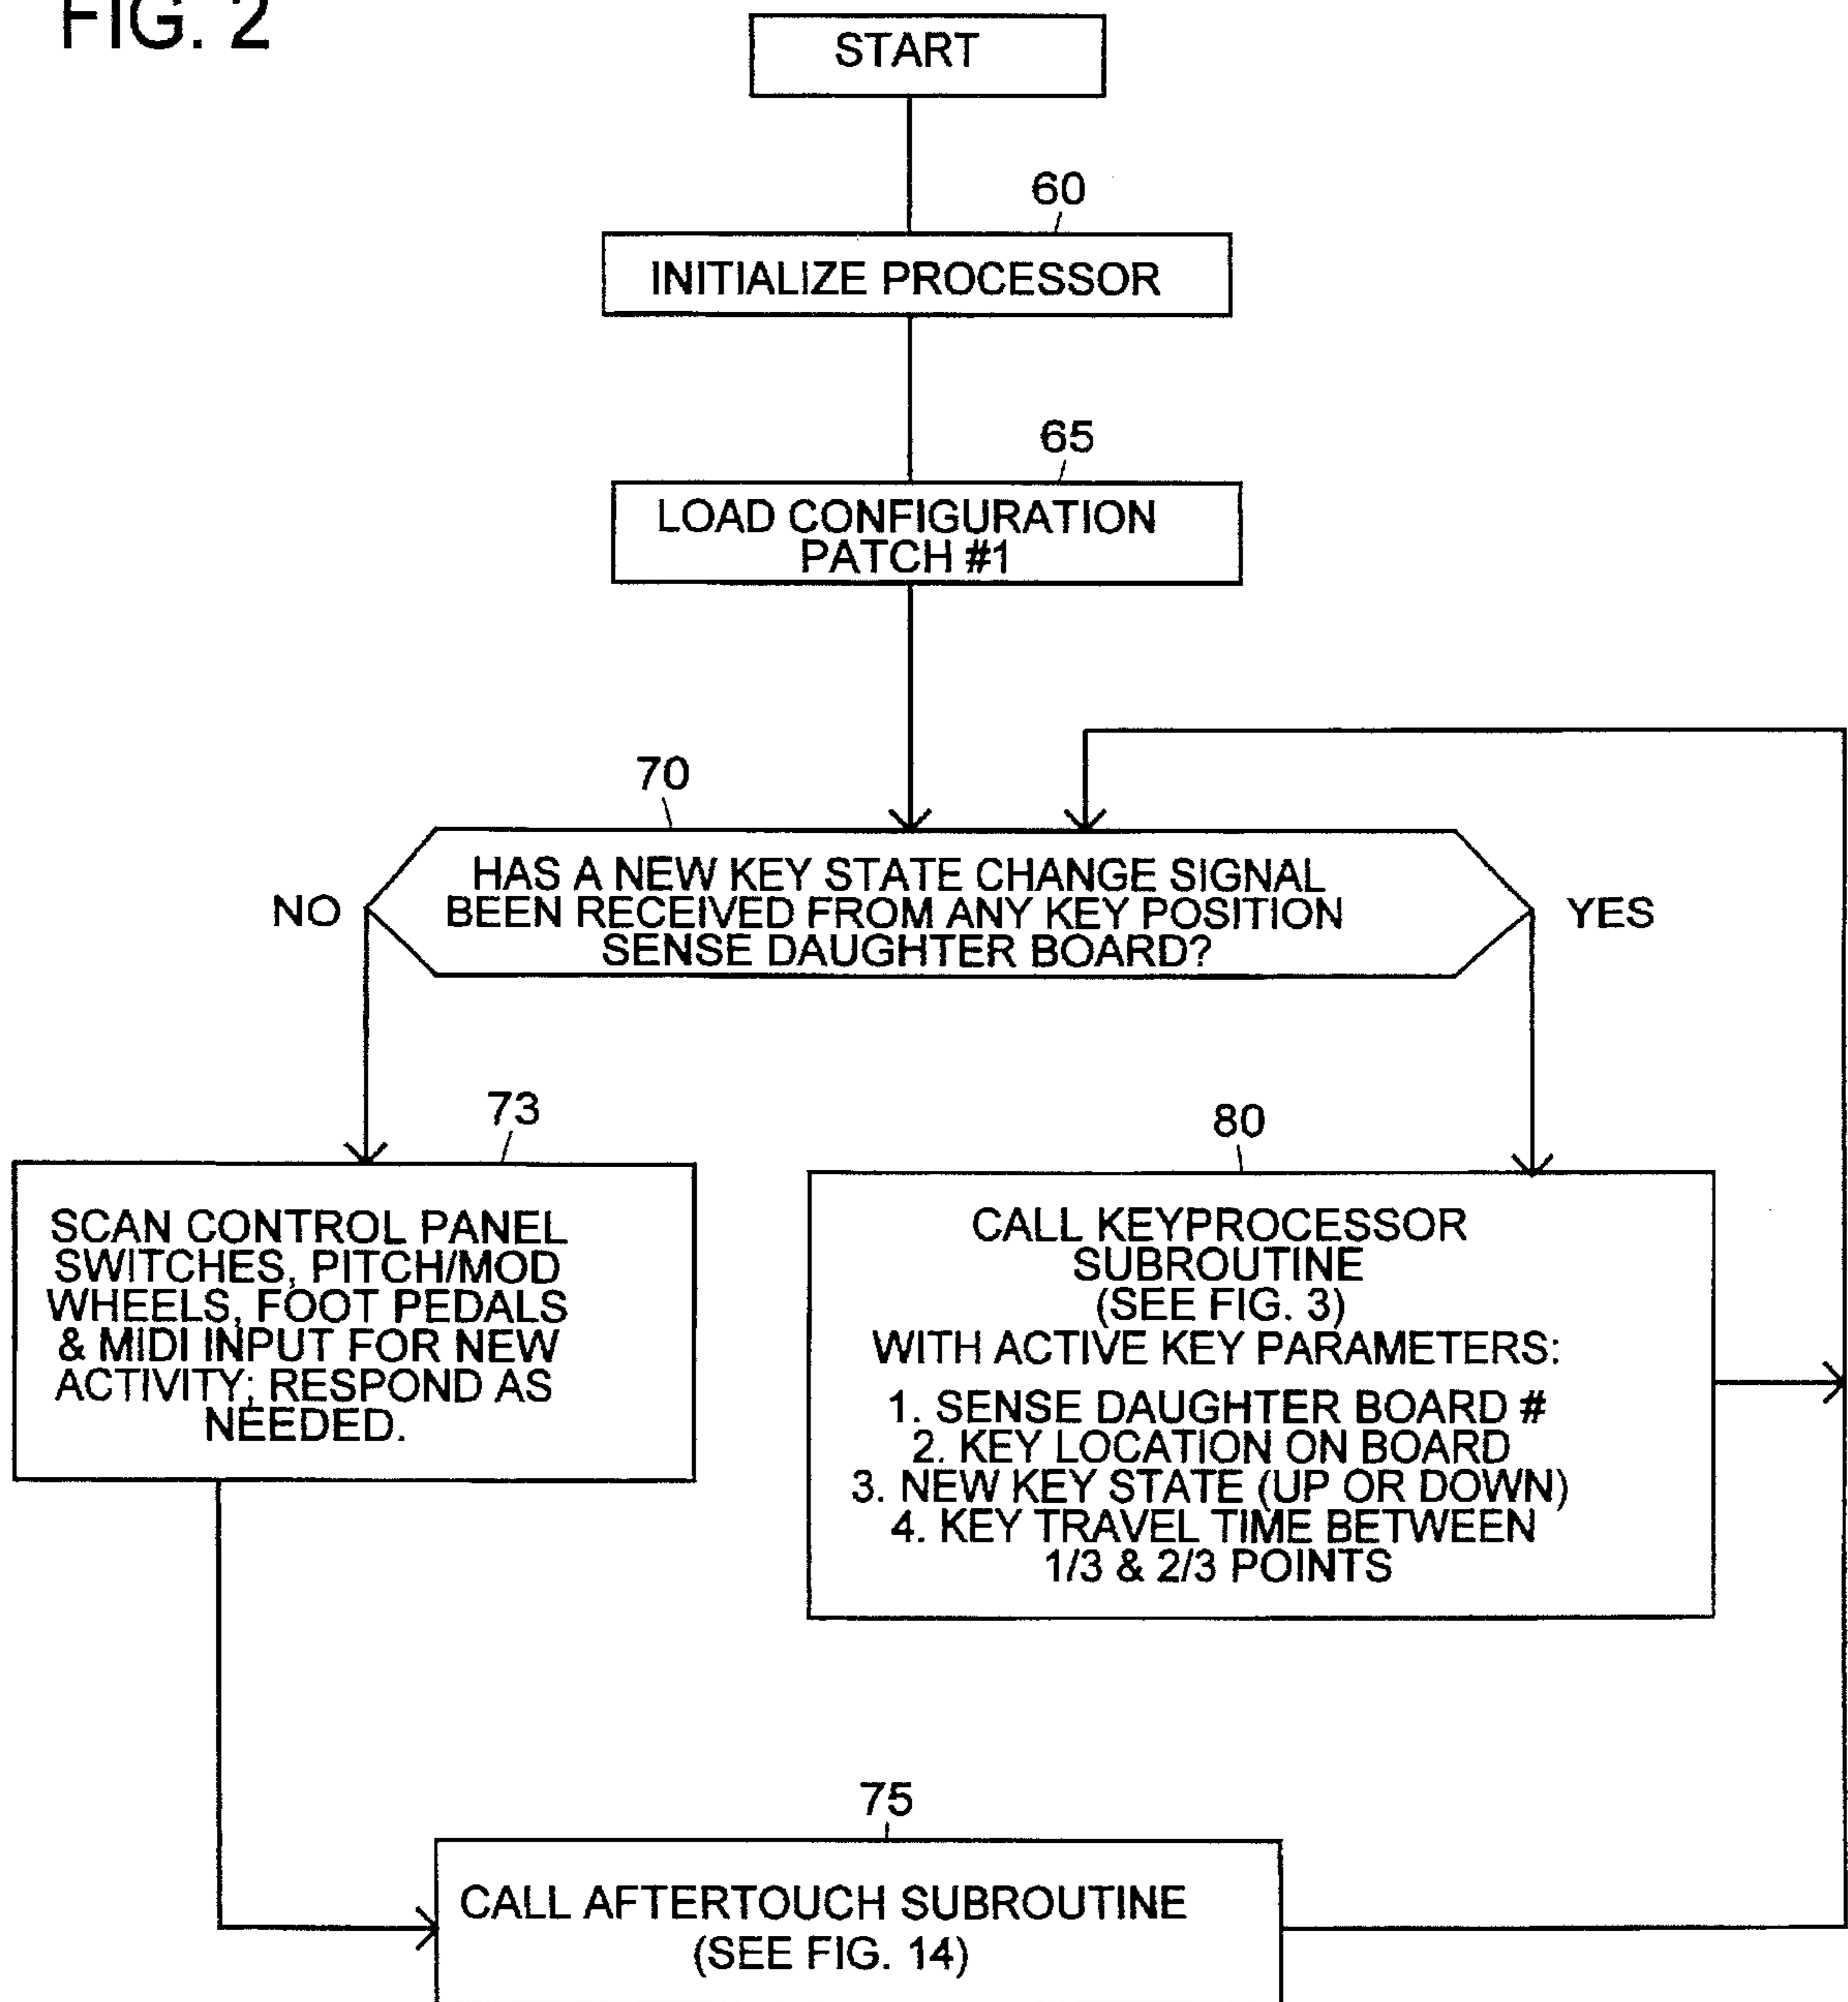 FIG. 2
START
60
INITIALIZE PROCESSOR
65
LOAD CONFIGURATION
PATCH #1
70
HAS A NEW KEY STATE CHANGE SIGNAL
BEEN RECEIVED FROM ANY KEY POSITION
SENSE DAUGHTER BOARD?
NO
YES
73
SCAN CONTROL PANEL
SWITCHES, PITCH/MOD
WHEELS, FOOT PEDALS
& MIDI INPUT FOR NEW
ACTIVITY; RESPOND AS
NEEDED.
80
CALL KEYPROCESSOR
SUBROUTINE
(SEE FIG. 3)
WITH ACTIVE KEY PARAMETERS:
1. SENSE DAUGHTER BOARD #
2. KEY LOCATION ON BOARD
3. NEW KEY STATE (UP OR DOWN)
4. KEY TRAVEL TIME BETWEEN
1/3 & 2/3 POINTS
75
CALL AFTERTOUCH SUBROUTINE
(SEE FIG. 14)